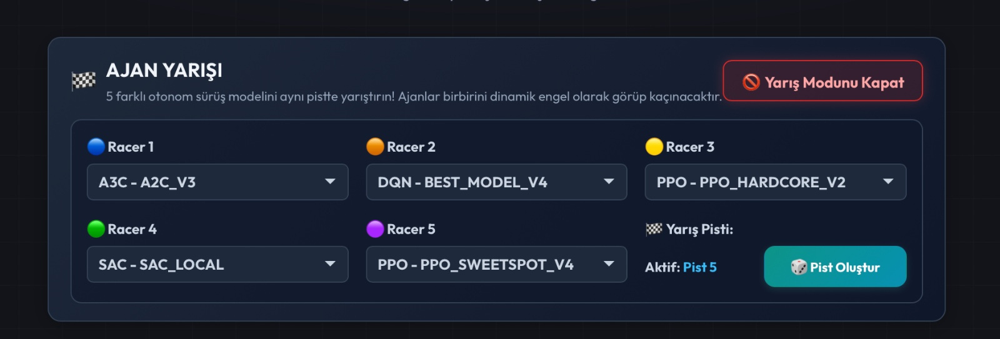 AJAN YARIŞI
5 farklı otonom sürüş modelini aynı pistte yarıştırın! Ajanlar birbirini dinamik engel olarak görüp kaçınacaktır.
Yarış Modunu Kapat
Racer 1
A3C - A2C_V3
Racer 2
DQN - BEST_MODEL_V4
Racer 3
PPO - PPO_HARDCORE_V2
Racer 4
SAC - SAC_LOCAL
Racer 5
PPO - PPO_SWEETSPOT_V4
Yarış Pisti:
Aktif: Pist 5
Pist Oluştur